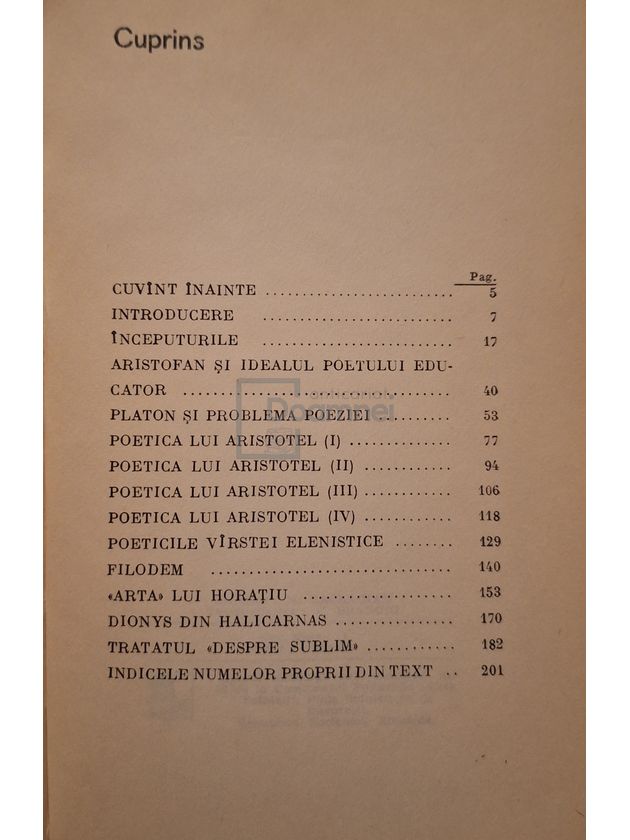 Cuprins
Pag.
CUVÎNT ÎNAINTE .......................... 5
INTRODUCERE .......................... 7
ÎNCEPUTURILE .......................... 17
ARISTOFAN ȘI IDEALUL POETULUI EDU-
CATOR .................................... 40
PLATON ȘI PROBLEMA POEZIEI .......... 53
POETICA LUI ARISTOTEL (I) .............. 77
POETICA LUI ARISTOTEL (II) ............ 94
POETICA LUI ARISTOTEL (III) ............ 106
POETICA LUI ARISTOTEL (IV) ............ 118
POETICILE VÎRSTEI ELENISTICE ........ 129
FILODEM ............................. 140
«ARTA» LUI HORAȚIU .................... 153
DIONYS DIN HALICARNAS ................ 170
TRATATUL «DESPRE SUBLIM» ............ 182
INDICELE NUMELOR PROPRII DIN TEXT .. 201
anticariat
Doamnei